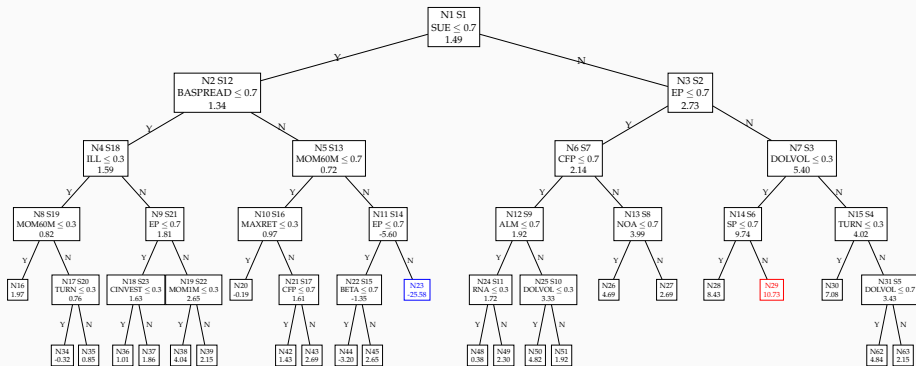 N1 S1
SUE ≤ 0.7
1.49
Y
N
N2 S12
BASPREAD ≤ 0.7
1.34
N3 S2
EP ≤ 0.7
2.73
Y
N
Y
N
N4 S18
ILL ≤ 0.3
1.59
N5 S13
MOM60M ≤ 0.7
0.72
N6 S7
CFP ≤ 0.7
2.14
N7 S3
DOLVOL ≤ 0.3
5.40
Y
N
Y
N
Y
N
Y
N
N8 S19
MOM60M ≤ 0.3
0.82
N9 S21
EP ≤ 0.7
1.81
N10 S16
MAXRET ≤ 0.3
0.97
N11 S14
EP ≤ 0.7
-5.60
N12 S9
ALM ≤ 0.7
1.92
N13 S8
NOA ≤ 0.7
3.99
N14 S6
SP ≤ 0.7
9.74
N15 S4
TURN ≤ 0.3
4.02
Y
N
Y
N
Y
N
Y
N
Y
N
Y
N
Y
N
Y
N
N16
1.97
N17 S20
TURN ≤ 0.3
0.76
N18 S23
CINVEST ≤ 0.3
1.63
N19 S22
MOM1M ≤ 0.3
2.65
N20
-0.19
N21 S17
CFP ≤ 0.7
1.61
N22 S15
BETA ≤ 0.7
-1.35
N23
-25.58
N24 S11
RNA ≤ 0.3
1.72
N25 S10
DOLVOL ≤ 0.3
3.33
N26
4.69
N27
2.69
N28
8.43
N29
10.73
N30
7.08
N31 S5
DOLVOL ≤ 0.7
3.43
Y
N
Y
N
Y
N
Y
N
Y
N
Y
N
Y
N
Y
N
N34
-0.32
N35
0.85
N36
1.01
N37
1.86
N38
4.04
N39
2.15
N42
1.43
N43
2.69
N44
-3.20
N45
2.65
N48
0.38
N49
2.30
N50
4.82
N51
1.92
N62
4.84
N63
2.15